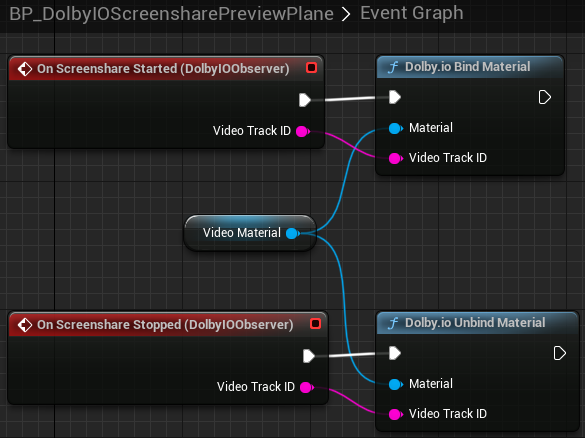 BP_DolbyIOScreensharePreviewPlane > Event Graph
On Screenshare Started (DolbyIOObserver)
Video Track ID
f Dolby.io Bind Material
Material
Video Track ID
Video Material
On Screenshare Stopped (DolbyIOObserver)
Video Track ID
f Dolby.io Unbind Material
Material
Video Track ID